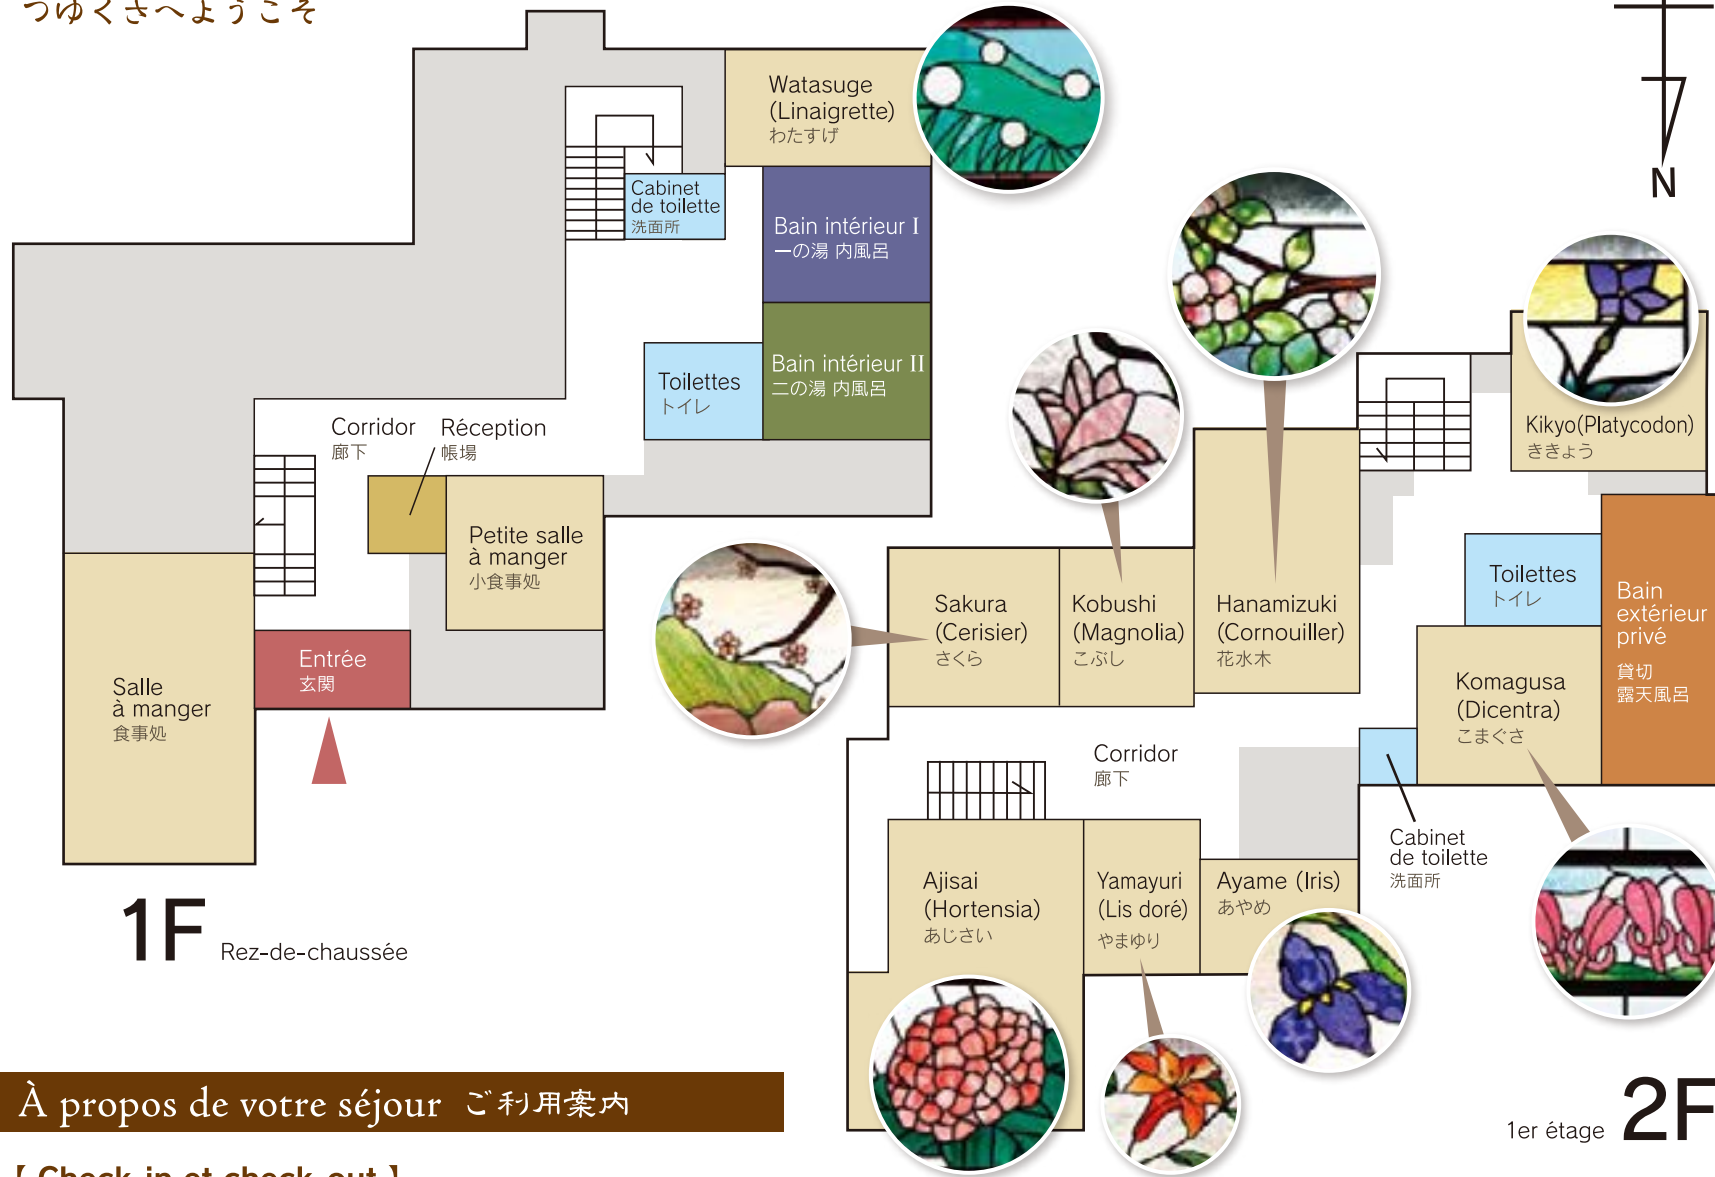 つゆくさへようこそ
Watasuge
(Linaigrette)
わたすげ
Cabinet
de toilette
洗面所
Bain intérieur I
一の湯 内風呂
Bain intérieur II
二の湯 内風呂
Toilettes
トイレ
Corridor
廊下
Réception
帳場
Petite salle
à manger
小食事処
Entrée
玄関
Salle
à manger
食事処
1F Rez-de-chaussée
N
Kikyo(Platycodon)
ききょう
Sakura
(Cerisier)
さくら
Kobushi
(Magnolia)
こぶし
Hanamizuki
(Cornouiller)
花水木
Toilettes
トイレ
Bain
extérieur
privé
貸切
露天風呂
Komagusa
(Dicentra)
こまぐさ
Corridor
廊下
Cabinet
de toilette
洗面所
Ajisai
(Hortensia)
あじさい
Yamayuri
(Lis doré)
やまゆり
Ayame (Iris)
あやめ
1er étage 2F
À propos de votre séjour ご利用案内
【 Check-in et check-out 】